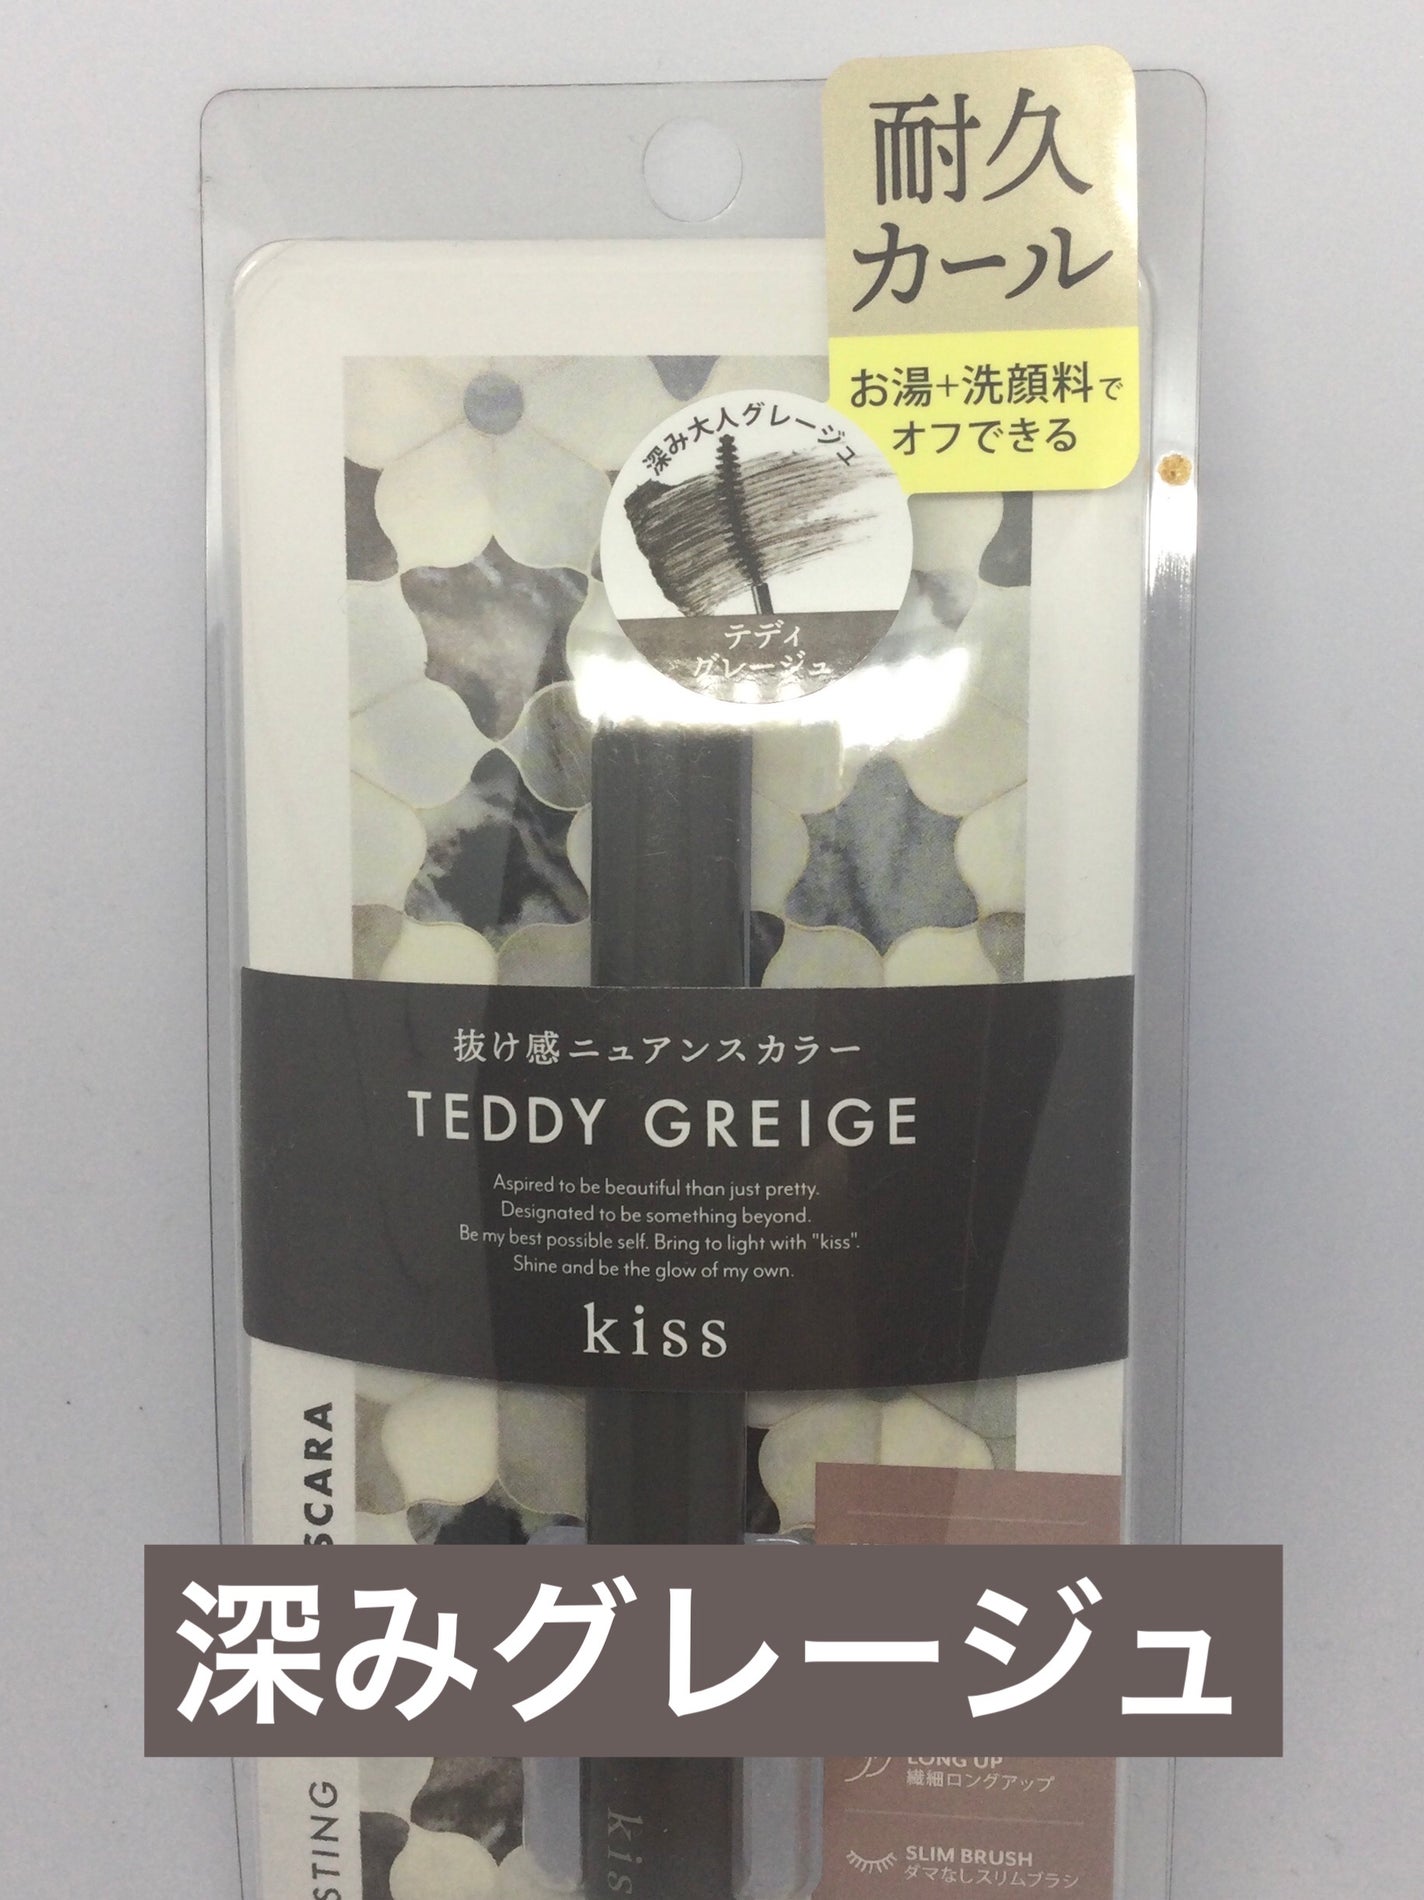 耐久
カール
お湯+洗顔料で
オフできる
深み大人グレージュ
テディ
グレージュ
抜け感ニュアンスカラー
TEDDY GREIGE
Aspired to be beautiful than just pretty.
Designated to be something beyond.
Be my best possible self. Bring to light with "kiss".
Shine and be the glow of my own.
kiss
深みグレージュ
LONG UP
繊細ロングアップ
SLIM BRUSH
ダマなしスリムブラシ